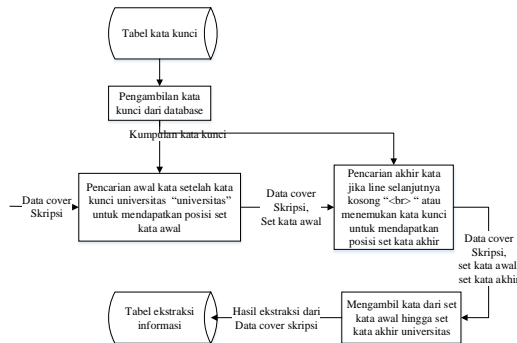 Tabel kata kunci
Pengambilan kata
kunci dari database
Kumpulan kata kunci
Data cover
Skripsi
Pencarian awal kata setelah kata
kunci universitas "universitas"
untuk mendapatkan posisi set
kata awal
Data cover
Skripsi,
Set kata awal
Pencarian akhir kata
jika line selanjutnya
kosong "<br> " atau
menemukan kata kunci
untuk mendapatkan
posisi set kata akhir
Data cover
Skripsi,
set kata awal
set kata akhir
Mengambil kata dari set
kata awal hingga set
kata akhir universitas
Hasil ekstraksi dari
Data cover skripsi
Tabel ekstraksi
informasi